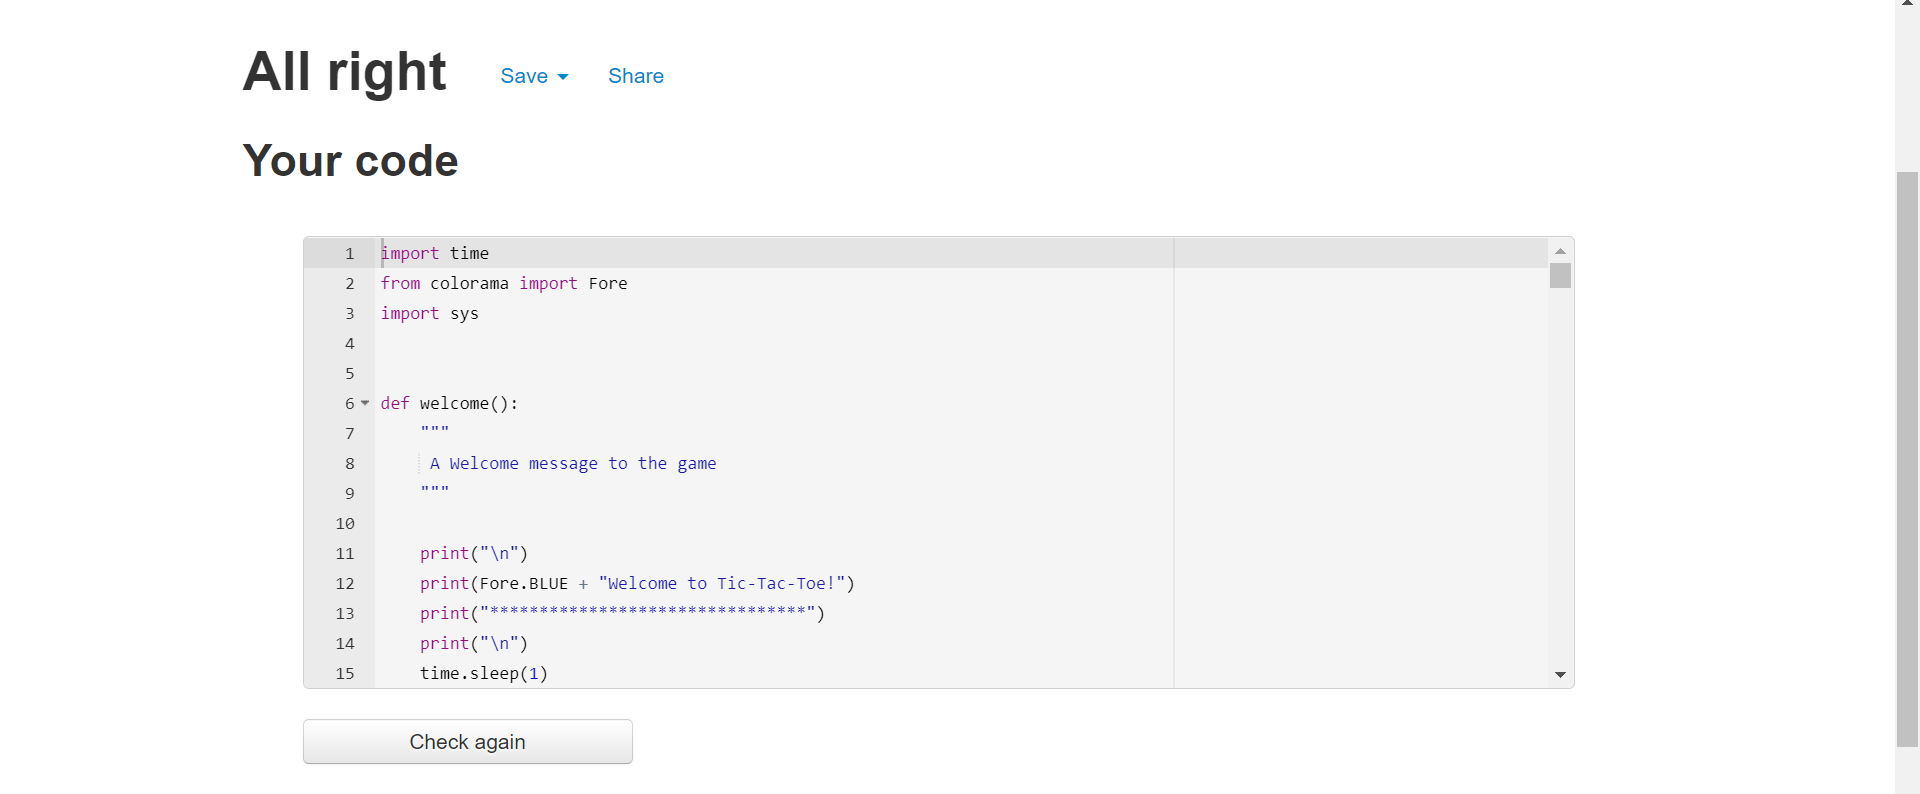 All right Save Share
Your code
1 import time
2 from colorama import Fore
3 import sys
4
5
6 def welcome():
7 """
8 A Welcome message to the game
9 """
10
11 print("\n")
12 print(Fore.BLUE + "Welcome to Tic-Tac-Toe!")
13 print("********************************")
14 print("\n")
15 time.sleep(1)
Check again